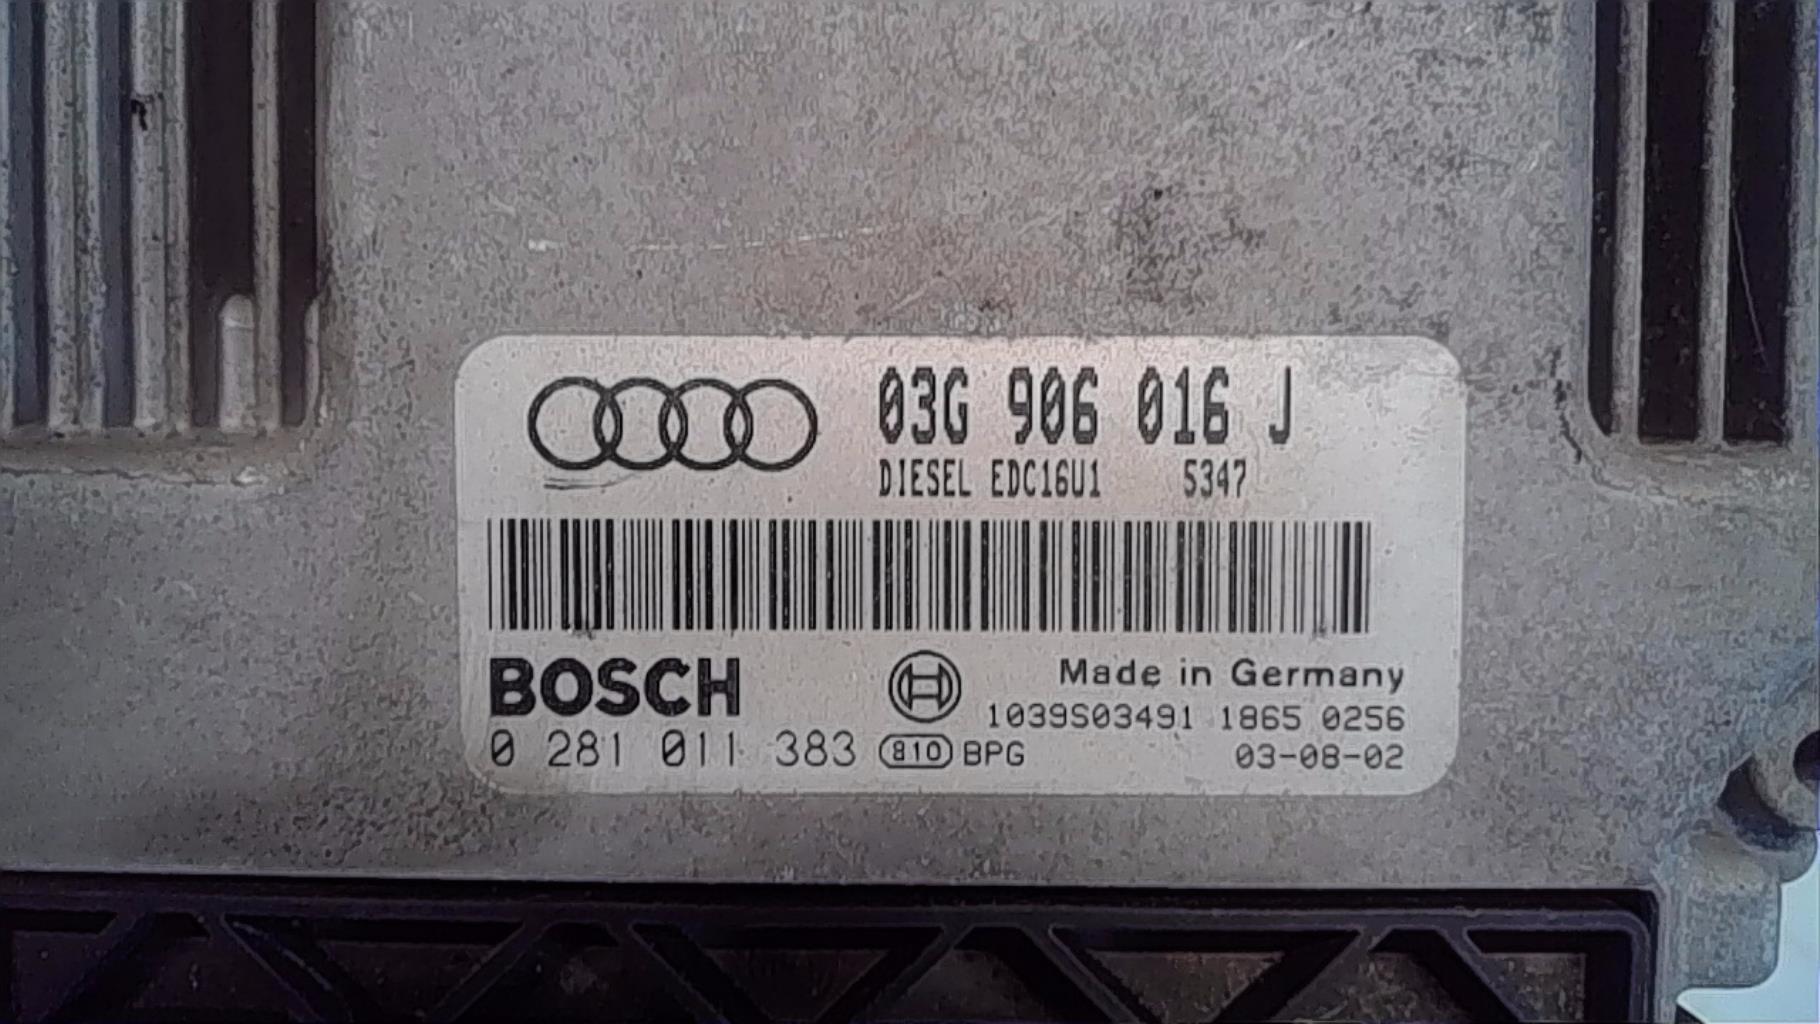 03G 906 016 J
DIESEL EDC16U1 5347
BOSCH
Made in Germany
1039S03491 1865 0256
0 281 011 383 810 BPG 03-08-02